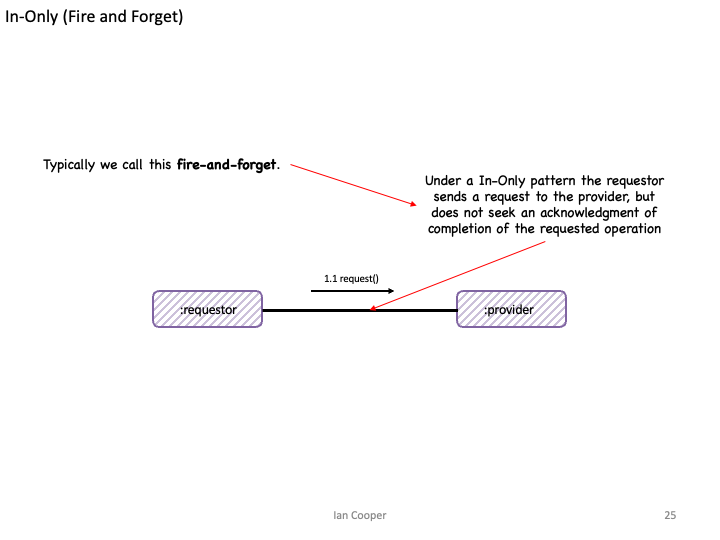 In-Only (Fire and Forget)
Typically we call this fire-and-forget.
Under a In-Only pattern the requestor
sends a request to the provider, but
does not seek an acknowledgment of
completion of the requested operation
1.1 request()
:requestor
:provider
Ian Cooper
25